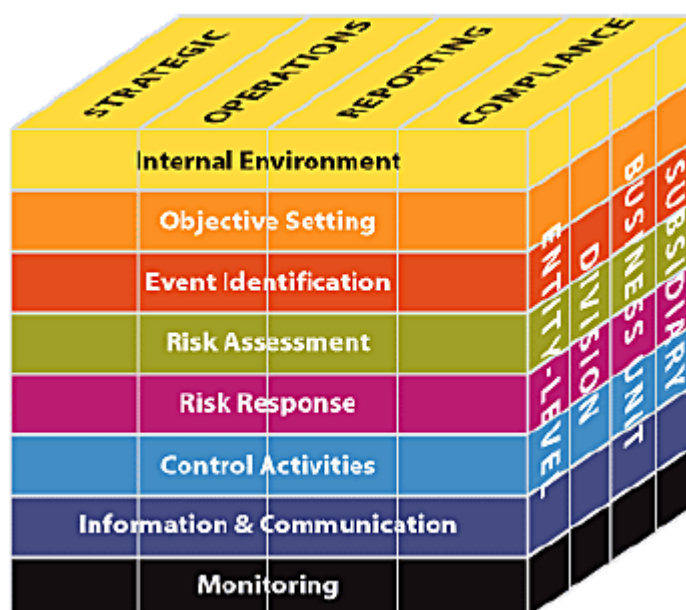 STRATEGIC
OPERATIONS
REPORTING
COMPLIANCE
Internal Environment
Objective Setting
Event Identification
Risk Assessment
Risk Response
Control Activities
Information & Communication
Monitoring
ENTITY-LEVEL
DIVISION
BUSINESS UNIT
SUBSIDIARY